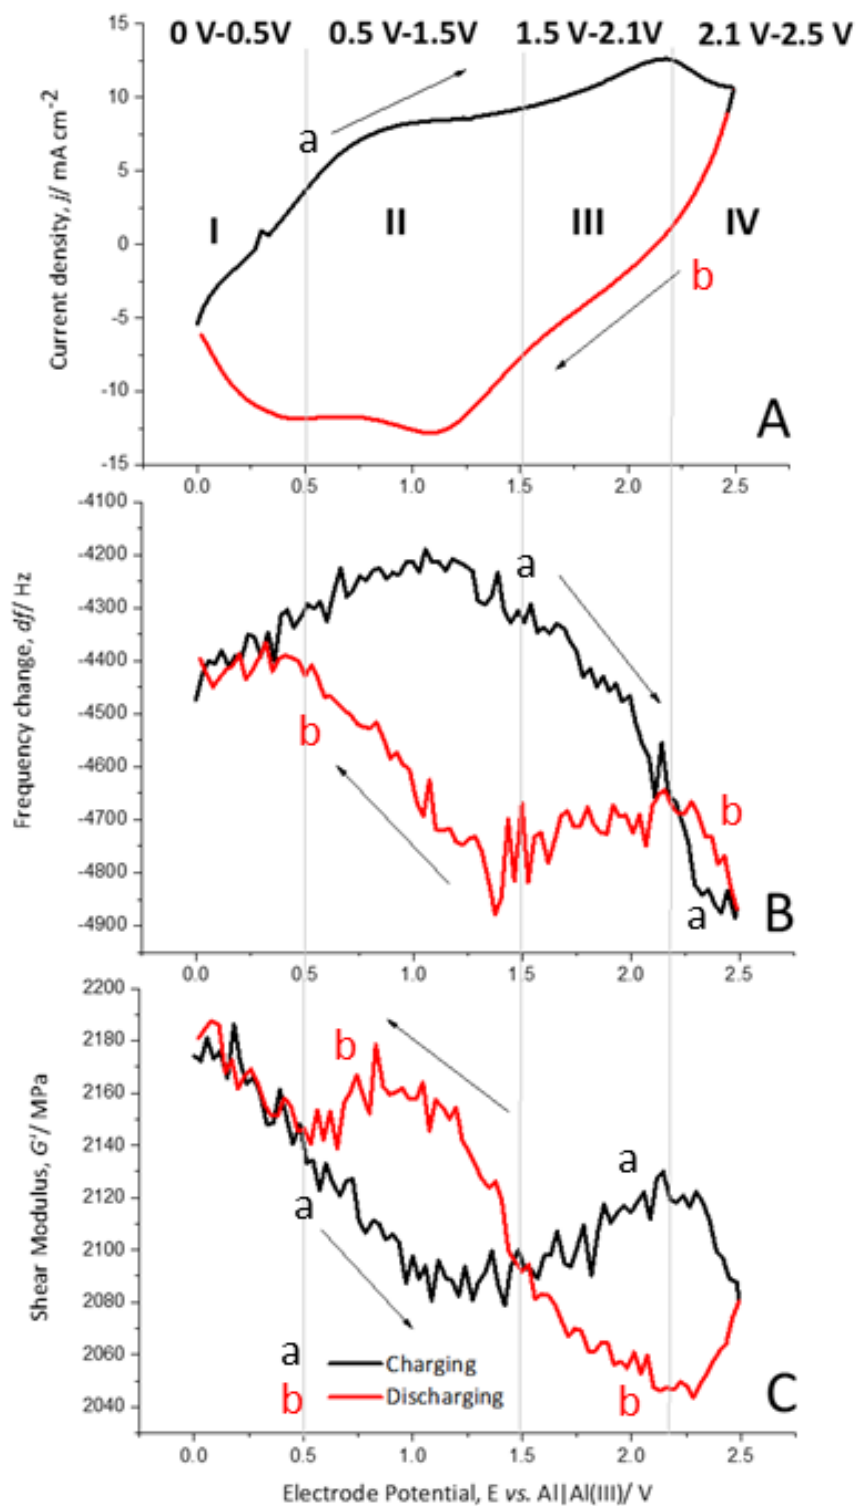 0 V-0.5V 0.5 V-1.5V 1.5 V-2.1V 2.1 V-2.5 V
15
10
5
0
-5
-10
-15
Current density, j/ mA cm-2
a
I II III IV
b
A
0.0 0.5 1.0 1.5 2.0 2.5
-4100
-4200
-4300
-4400
-4500
-4600
-4700
-4800
-4900
Frequency change, df/ Hz
a
b
b
a
B
0.0 0.5 1.0 1.5 2.0 2.5
2200
2180
2160
2140
2120
2100
2080
2060
2040
Shear Modulus, G'/ MPa
b
a
a
a Charging
b Discharging
b
C
0.0 0.5 1.0 1.5 2.0 2.5
Electrode Potential, E vs. Al|Al(III)/ V